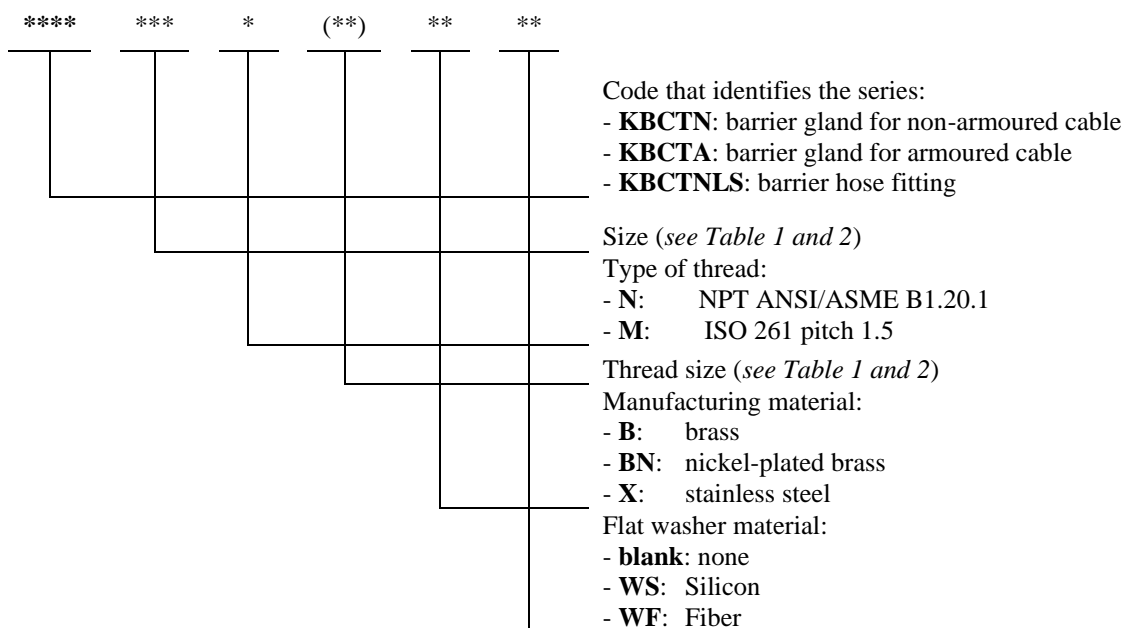 **** *** * (**) ** **
Code that identifies the series:
- KBCTN: barrier gland for non-armoured cable
- KBCTA: barrier gland for armoured cable
- KBCTNLS: barrier hose fitting
Size (see Table 1 and 2)
Type of thread:
- N: NPT ANSI/ASME B1.20.1
- M: ISO 261 pitch 1.5
Thread size (see Table 1 and 2)
Manufacturing material:
- B: brass
- BN: nickel-plated brass
- X: stainless steel
Flat washer material:
- blank: none
- WS: Silicon
- WF: Fiber